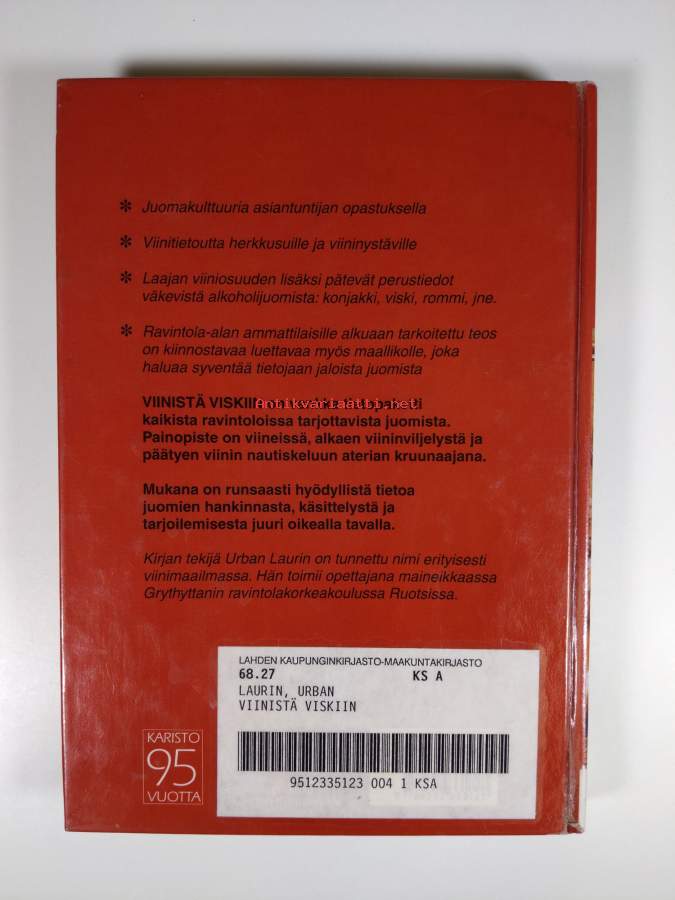 ✻ Juomakulttuuria asiantuntijan opastuksella
✻ Viinitietoutta herkkusuille ja viininystäville
✻ Laajan viiniosuuden lisäksi pätevät perustiedot
väkevistä alkoholijuomista: konjakki, viski, rommi, jne.
✻ Ravintola-alan ammattilaisille alkuaan tarkoitettu teos
on kiinnostavaa luettavaa myös maallikolle, joka
haluaa syventää tietojaan jaloista juomista
VIINISTÄ VISKIIN
Antikvariaatti.net
kaikista ravintoloissa tarjottavista juomista.
Painopiste on viineissä, alkaen viininviljelystä ja
päätyen viinin nautiskeluun aterian kruunaajana.
Mukana on runsaasti hyödyllistä tietoa
juomien hankinnasta, käsittelystä ja
tarjoilemisesta juuri oikealla tavalla.
Kirjan tekijä Urban Laurin on tunnettu nimi erityisesti
viinimaailmassa. Hän toimii opettajana maineikkaassa
Grythyttanin ravintolakorkeakoulussa Ruotsissa.
LAHDEN KAUPUNGINKIRJASTO-MAAKUNTAKIRJASTO
68.27 KS A
LAURIN, URBAN
VIINISTÄ VISKIIN
9512335123 004 1 KSA
KARISTO
95
VUOTTA